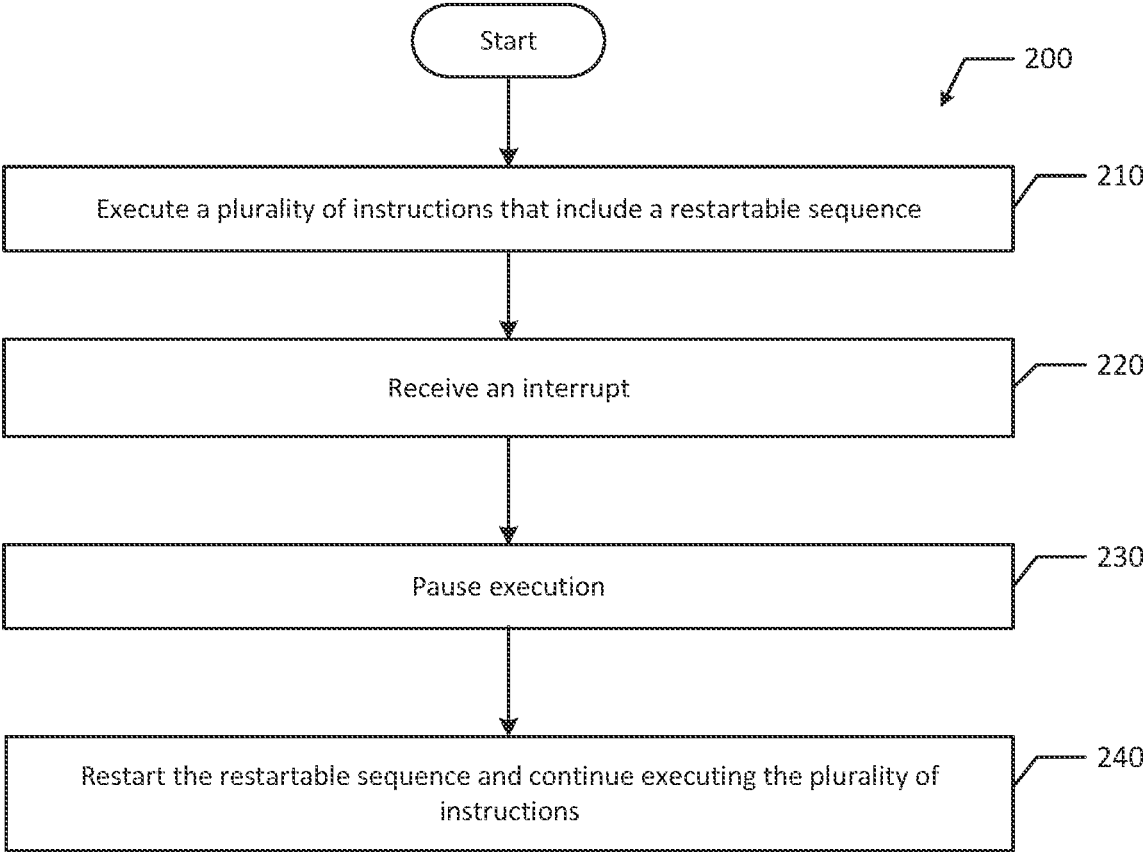 Start
200
210
Execute a plurality of instructions that include a restartable sequence
220
Receive an interrupt
230
Pause execution
240
Restart the restartable sequence and continue executing the plurality of
instructions